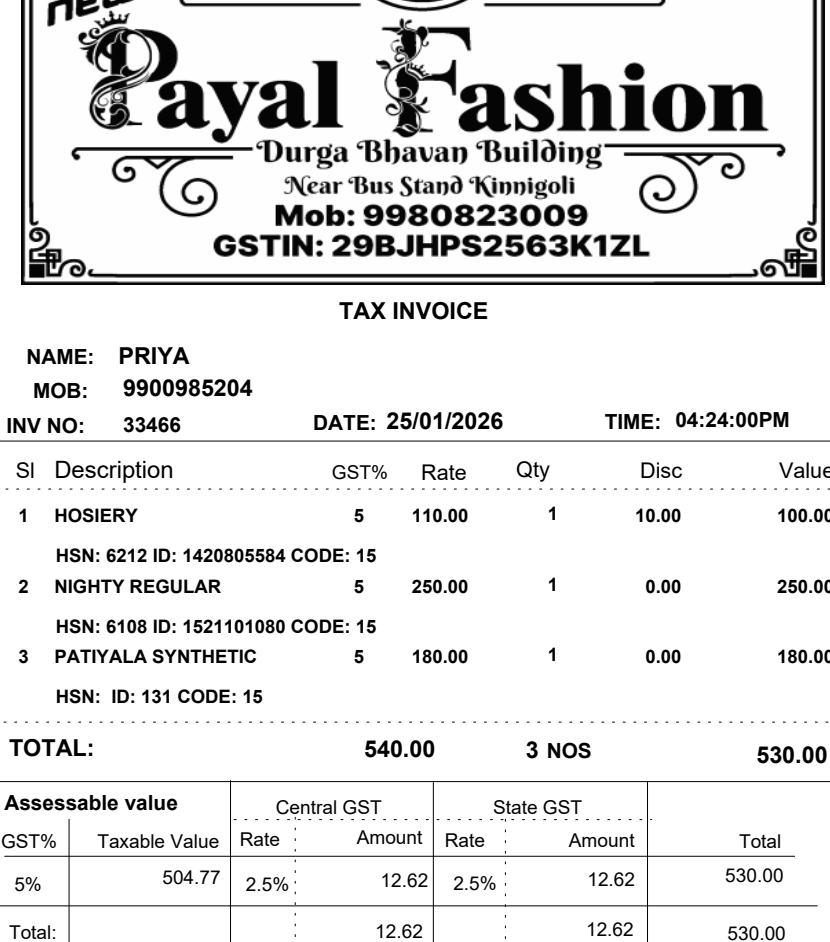 new
Payal Fashion
Durga Bhavan Building
Near Bus Stand Kinnigoli
Mob: 9980823009
GSTIN: 29BJHPS2563K1ZL
TAX INVOICE
NAME: PRIYA
MOB: 9900985204
INV NO: 33466 DATE: 25/01/2026 TIME: 04:24:00PM
Sl Description GST% Rate Qty Disc Value
1 HOSIERY 5 110.00 1 10.00 100.00
HSN: 6212 ID: 1420805584 CODE: 15
2 NIGHTY REGULAR 5 250.00 1 0.00 250.00
HSN: 6108 ID: 1521101080 CODE: 15
3 PATIYALA SYNTHETIC 5 180.00 1 0.00 180.00
HSN: ID: 131 CODE: 15
TOTAL: 540.00 3 NOS 530.00
Assessable value Central GST State GST
GST% Taxable Value Rate Amount Rate Amount Total
5% 504.77 2.5% 12.62 2.5% 12.62 530.00
Total: 12.62 12.62 530.00